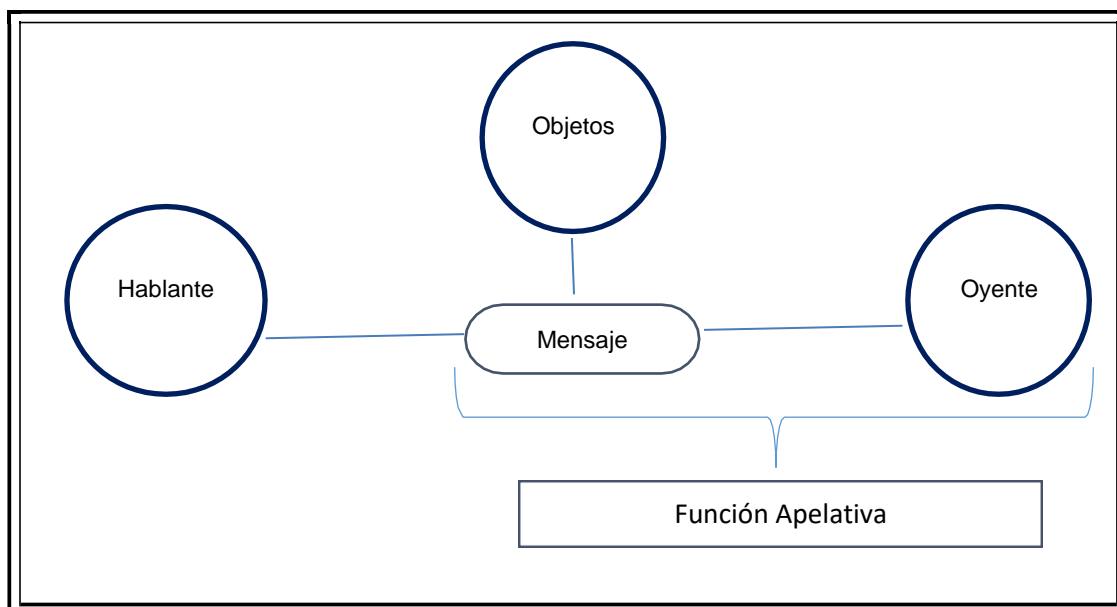 Objetos
Hablante
Oyente
Mensaje
Función Apelativa